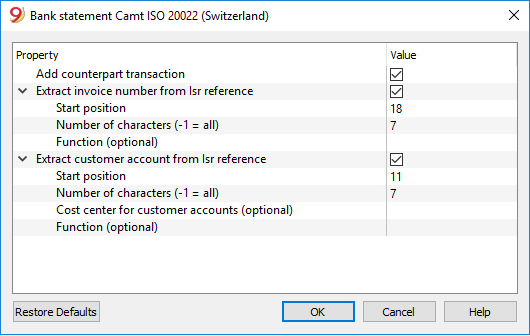 Bank statement Camt ISO 20022 (Switzerland)
Property Value
Add counterpart transaction
Extract invoice number from Isr reference
Start position 18
Number of characters (-1 = all) 7
Function (optional)
Extract customer account from Isr reference
Start position 11
Number of characters (-1 = all) 7
Cost center for customer accounts (optional)
Function (optional)
Restore Defaults OK Cancel Help